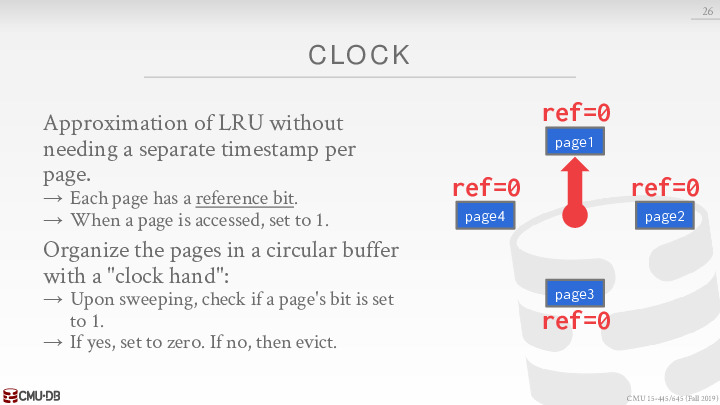 26
CLOCK
Approximation of LRU without
needing a separate timestamp per
page.
→ Each page has a reference bit.
→ When a page is accessed, set to 1.
Organize the pages in a circular buffer
with a "clock hand":
→ Upon sweeping, check if a page's bit is set
to 1.
→ If yes, set to zero. If no, then evict.
ref=0
page1
ref=0
page4
ref=0
page2
page3
ref=0
CMU·DB
CMU 15-445/645 (Fall 2019)